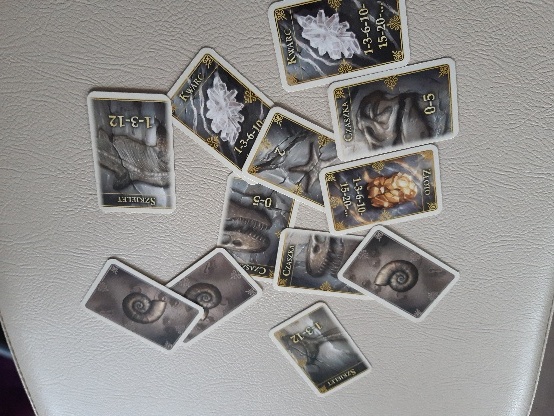 KWARC
1-3-6-10
15-20-...
KWARC
1-3-6-10
CZASZKA
0-5
1-3-12
SZKIELET
2
ZŁOTO
1-3-6-10
15-20-...
0-5
CZASZKA
CZASZKA
1-3-12
SZKIELET